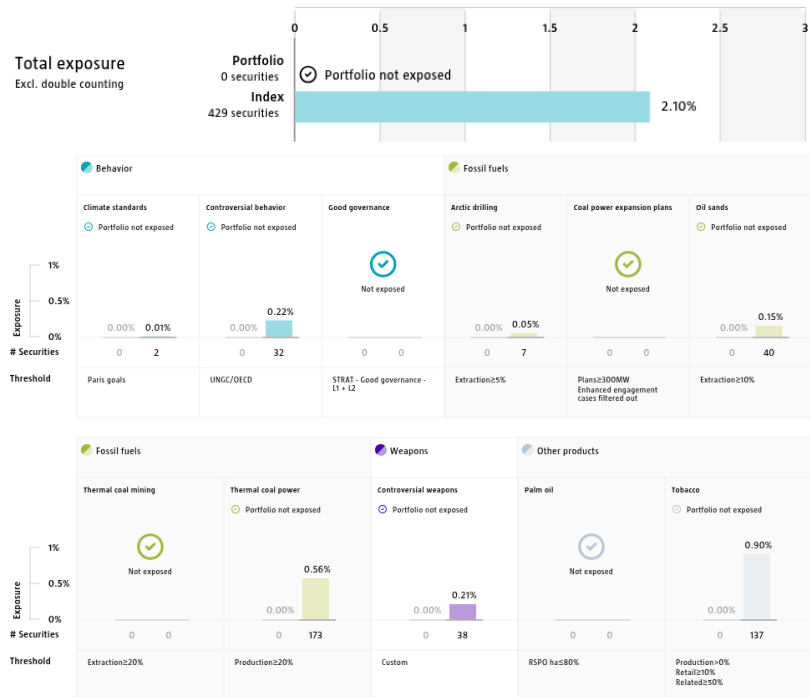 0 0.5 1 1.5 2 2.5 3
Total exposure
Excl. double counting
Portfolio
0 securities
Portfolio not exposed
Index
429 securities
2.10%
Behavior
Fossil fuels
Climate standards
Controversial behavior
Good governance
Arctic drilling
Coal power expansion plans
Oil sands
Portfolio not exposed
Portfolio not exposed
Portfolio not exposed
Portfolio not exposed
Not exposed
Not exposed
Exposure
1%
0.5%
0%
0.00% 0.01%
0.00% 0.22%
0.00% 0.05%
0.00% 0.15%
# Securities
0 2
0 32
0 0
0 7
0 0
0 40
Threshold
Paris goals
UNGC/OECD
STRAT - Good governance -
L1 + L2
Extraction≥5%
Plans≥300MW
Enhanced engagement
cases filtered out
Extraction≥10%
Fossil fuels
Weapons
Other products
Thermal coal mining
Thermal coal power
Controversial weapons
Palm oil
Tobacco
Portfolio not exposed
Portfolio not exposed
Portfolio not exposed
Not exposed
Not exposed
Exposure
1%
0.5%
0%
0.00% 0.56%
0.00% 0.21%
0.00% 0.90%
# Securities
0 0
0 173
0 38
0 0
0 137
Threshold
Extraction≥20%
Production≥20%
Custom
RSPO ha≤80%
Production>0%
Retail≥10%
Related≥50%